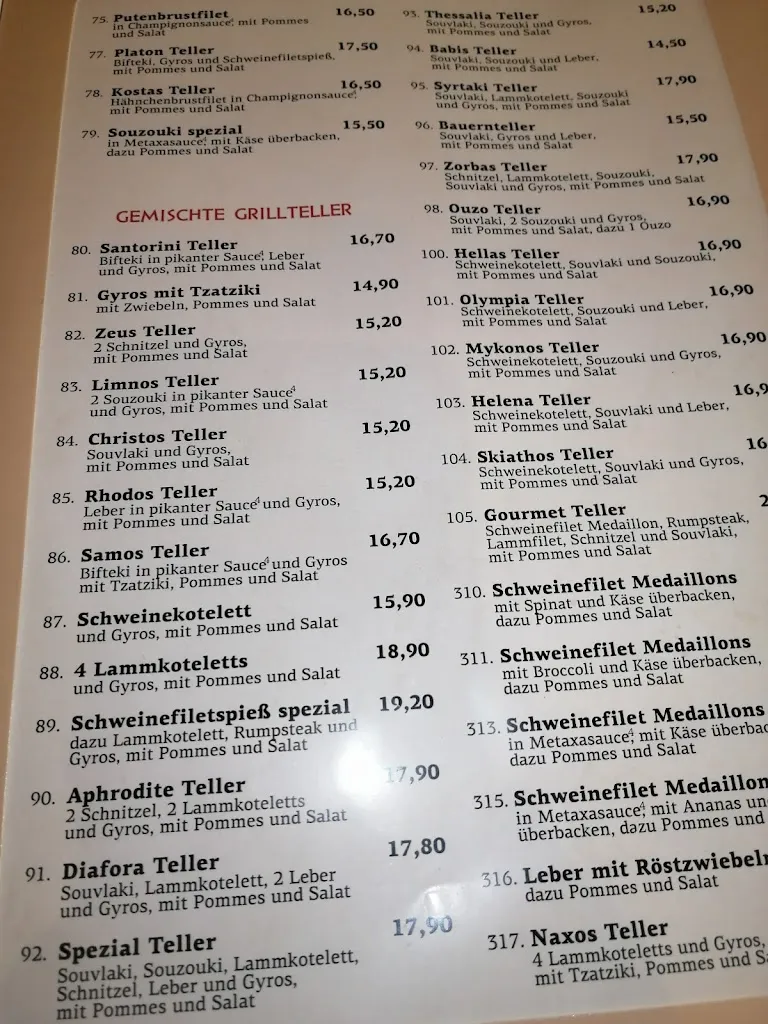 75. Putenbrustfilet 16,50
in Champignonsauce⁴, mit Pommes
und Salat
77. Platon Teller 17,50
Bifteki, Gyros und Schweinefiletspieß,
mit Pommes und Salat
78. Kostas Teller 16,50
Hähnchenbrustfilet in Champignonsauce⁴,
mit Pommes und Salat
79. Souzouki spezial 15,50
in Metaxasauce⁴, mit Käse überbacken,
dazu Pommes und Salat
GEMISCHTE GRILLTELLER
80. Santorini Teller 16,70
Bifteki in pikanter Sauce⁴, Leber
und Gyros, mit Pommes und Salat
81. Gyros mit Tzatziki 14,90
mit Zwiebeln, Pommes und Salat
82. Zeus Teller 15,20
2 Schnitzel und Gyros,
mit Pommes und Salat
83. Limnos Teller 15,20
2 Souzouki in pikanter Sauce⁴
und Gyros, mit Pommes und Salat
84. Christos Teller 15,20
Souvlaki und Gyros,
mit Pommes und Salat
85. Rhodos Teller 15,20
Leber in pikanter Sauce⁴ und Gyros,
mit Pommes und Salat
86. Samos Teller 16,70
Bifteki in pikanter Sauce⁴ und Gyros
mit Tzatziki, Pommes und Salat
87. Schweinekotelett 15,90
und Gyros, mit Pommes und Salat
88. 4 Lammkoteletts 18,90
und Gyros, mit Pommes und Salat
89. Schweinefiletspieß spezial 19,20
dazu Lammkotelett, Rumpsteak und
Gyros, mit Pommes und Salat
90. Aphrodite Teller 17,90
2 Schnitzel, 2 Lammkoteletts
und Gyros, mit Pommes und Salat
91. Diafora Teller 17,80
Souvlaki, Lammkotelett, 2 Leber
und Gyros, mit Pommes und Salat
92. Spezial Teller 17,90
Souvlaki, Souzouki, Lammkotelett,
Schnitzel, Leber und Gyros,
mit Pommes und Salat
93. Thessalia Teller 15,20
Souvlaki, Souzouki und Gyros,
mit Pommes und Salat
94. Babis Teller 14,50
Souvlaki, Souzouki und Leber,
mit Pommes und Salat
95. Syrtaki Teller 17,90
Souvlaki, Lammkotelett, Souzouki
und Gyros, mit Pommes und Salat
96. Bauernteller 15,50
Souvlaki, Gyros und Leber,
mit Pommes und Salat
97. Zorbas Teller 17,90
Schnitzel, Lammkotelett, Souzouki,
Souvlaki und Gyros, mit Pommes und Salat
98. Ouzo Teller 16,90
Souvlaki, 2 Souzouki und Gyros,
mit Pommes und Salat, dazu 1 Ouzo
100. Hellas Teller 16,90
Schweinekotelett, Souvlaki und Souzouki,
mit Pommes und Salat
101. Olympia Teller 16,90
Schweinekotelett, Souzouki und Leber,
mit Pommes und Salat
102. Mykonos Teller 16,90
Schweinekotelett, Souzouki und Gyros,
mit Pommes und Salat
103. Helena Teller 16,9
Schweinekotelett, Souvlaki und Leber,
mit Pommes und Salat
104. Skiathos Teller 16
Schweinekotelett, Souvlaki und Gyros,
mit Pommes und Salat
105. Gourmet Teller 2
Schweinefilet Medaillon, Rumpsteak,
Lammfilet, Schnitzel und Souvlaki,
mit Pommes und Salat
310. Schweinefilet Medaillons
mit Spinat und Käse überbacken,
dazu Pommes und Salat
311. Schweinefilet Medaillons
mit Broccoli und Käse überbacken,
dazu Pommes und Salat
313. Schweinefilet Medaillons
in Metaxasauce⁴, mit Käse überbac
dazu Pommes und Salat
315. Schweinefilet Medaillon
in Metaxasauce⁴, mit Ananas un
überbacken, dazu Pommes und
316. Leber mit Röstzwiebel
dazu Pommes und Salat
317. Naxos Teller
4 Lammkoteletts und Gyros,
mit Tzatziki, Pommes und S